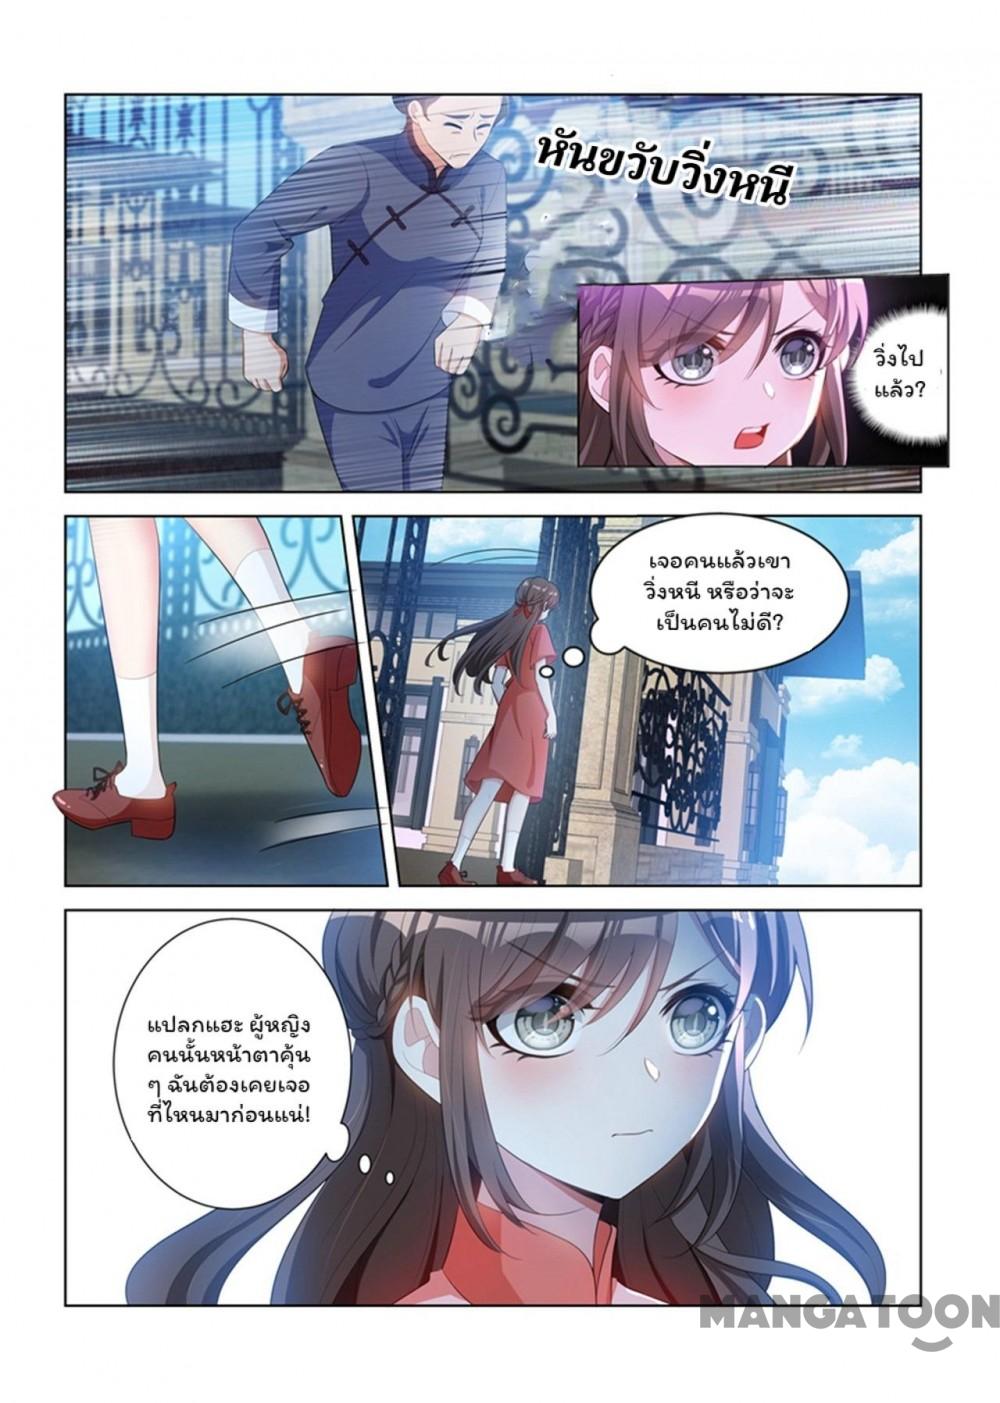 หันขวับวิ่งหนี
วิ่งไป
แล้ว?
เจอคนแล้วเขา
วิ่งหนี หรือว่าจะ
เป็นคนไม่ดี?
แปลกแฮะ ผู้หญิง
คนนั้นหน้าตาคุ้น
ๆ ฉันต้องเคยเจอ
ที่ไหนมาก่อนแน่!
MANGATOON